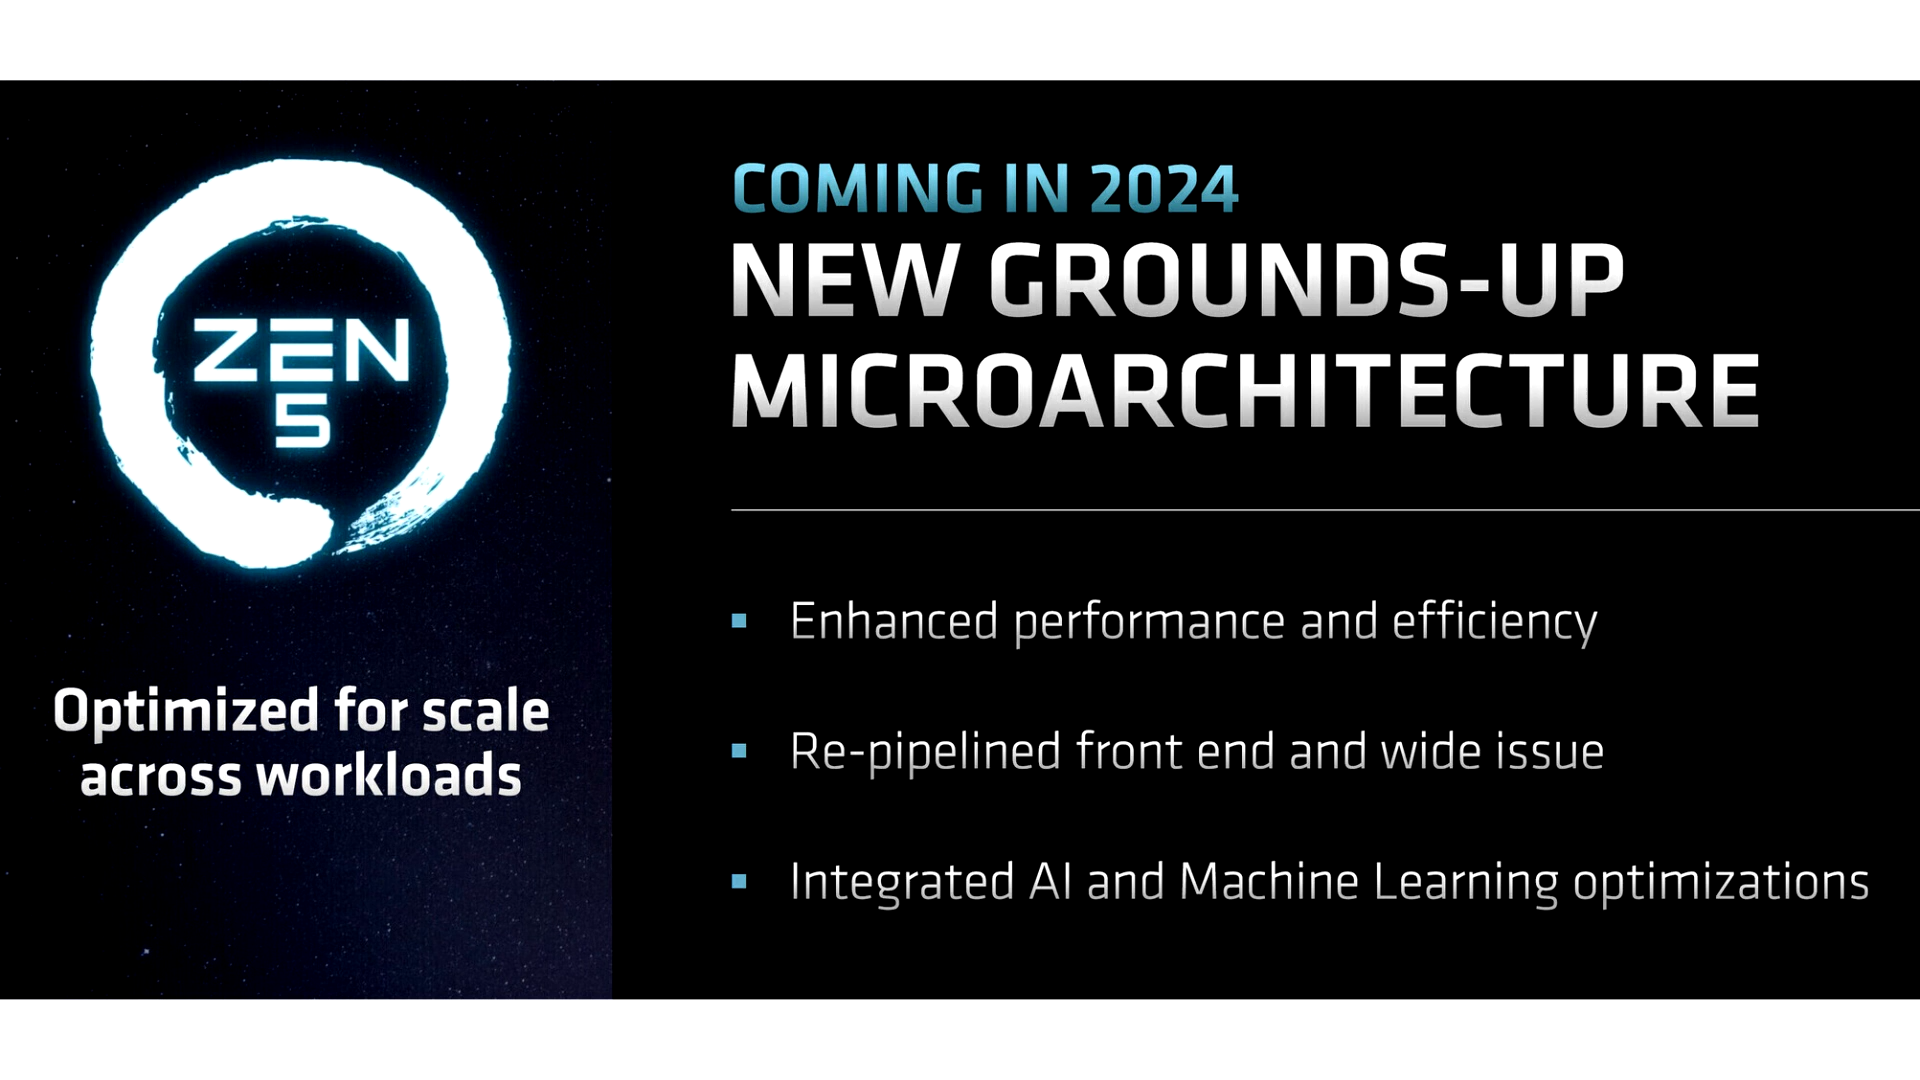 ZEN
5
Optimized for scale
across workloads
COMING IN 2024
NEW GROUNDS-UP
MICROARCHITECTURE
Enhanced performance and efficiency
Re-pipelined front end and wide issue
Integrated AI and Machine Learning optimizations